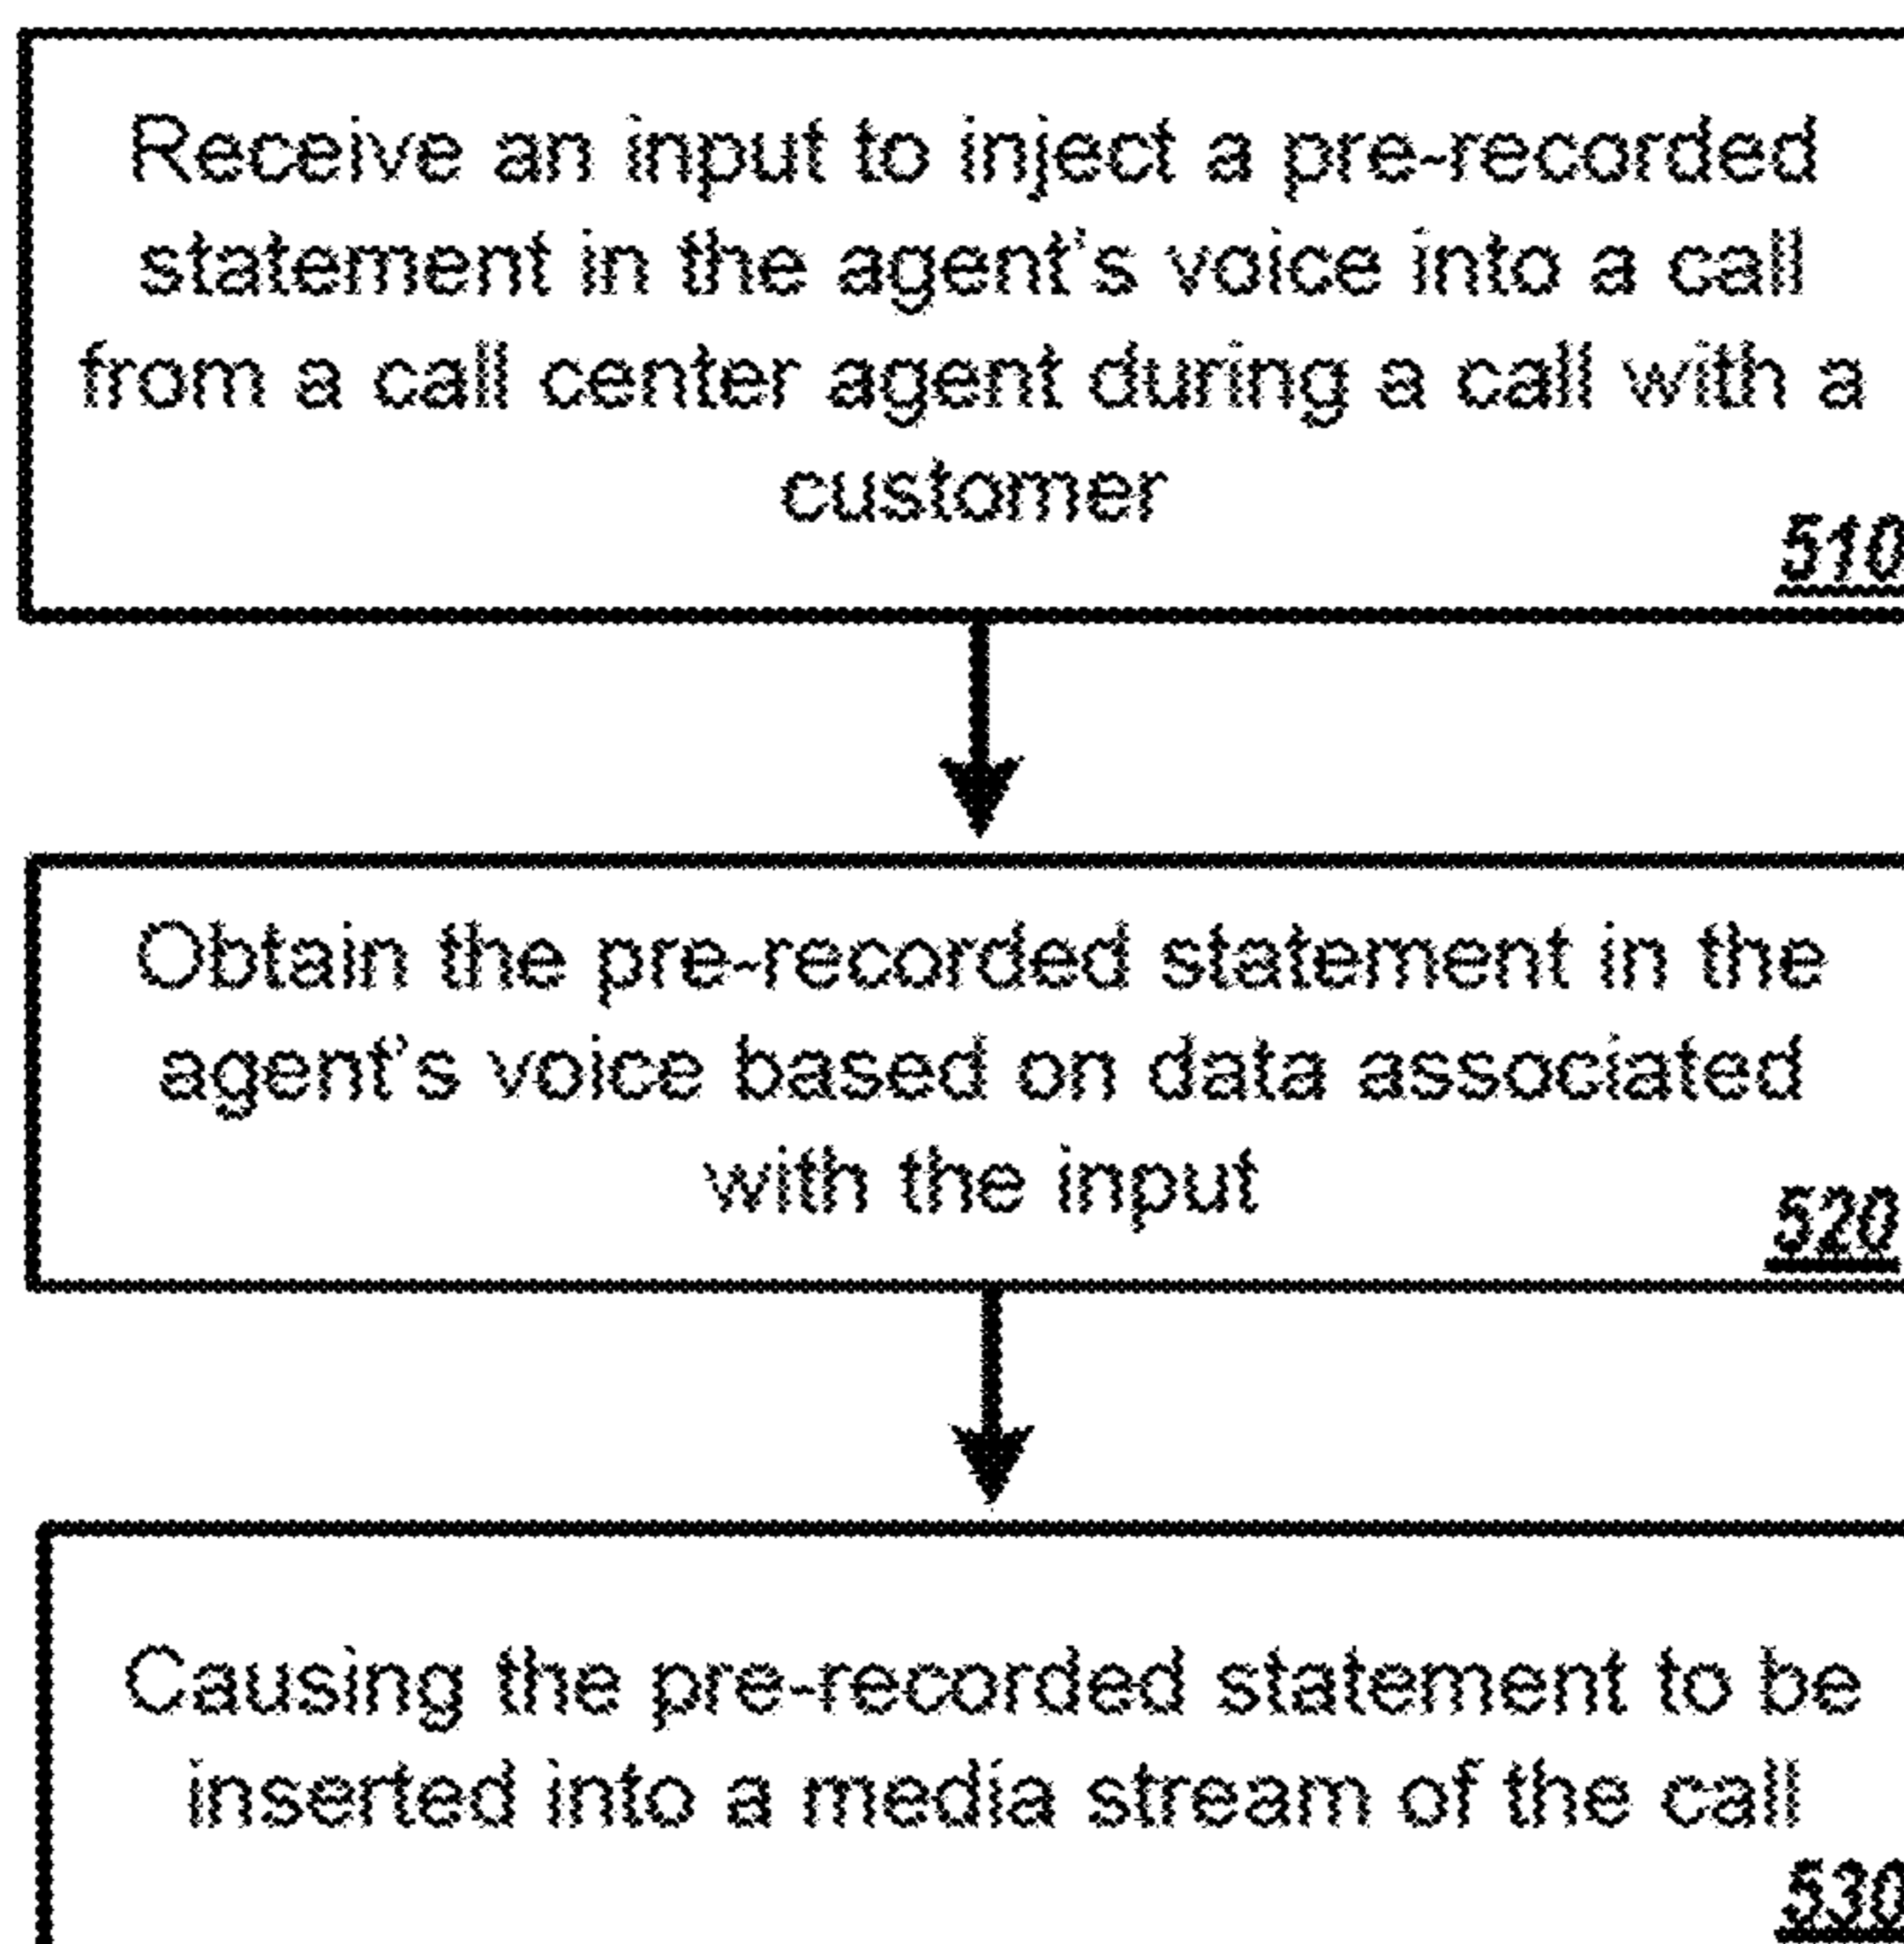 Receive an input to inject a pre-recorded
statement in the agent's voice into a call
from a call center agent during a call with a
customer
510
Obtain the pre-recorded statement in the
agent's voice based on data associated
with the input
520
Causing the pre-recorded statement to be
inserted into a media stream of the call
530